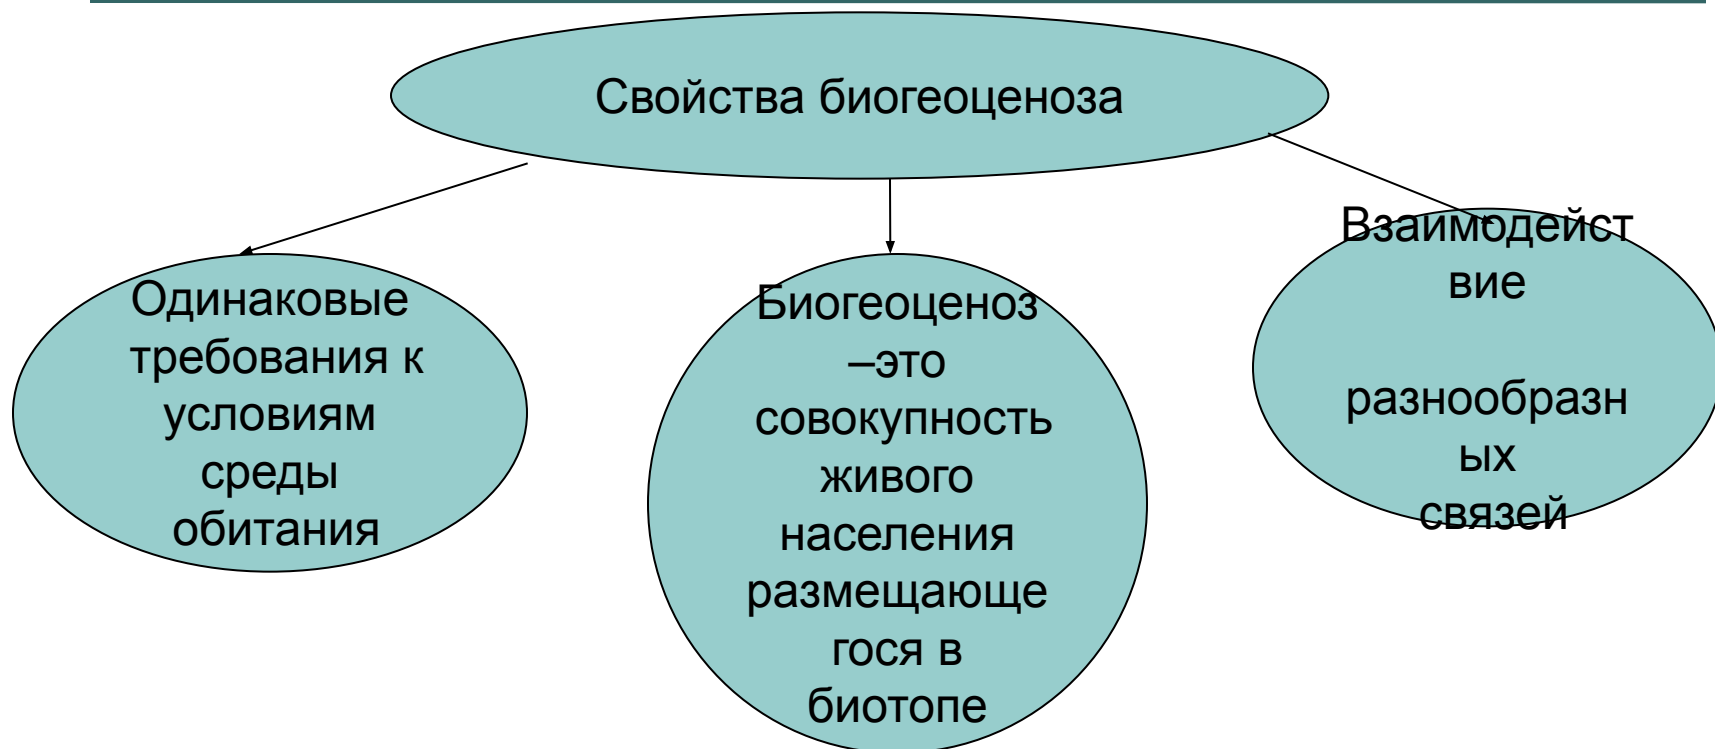 Свойства биогеоценоза
Одинаковые
требования к
условиям
среды
обитания
Биогеоценоз
–это
совокупность
живого
населения
размещающе
гося в
биотопе
Взаимодейст
вие
разнообразн
ых
связей